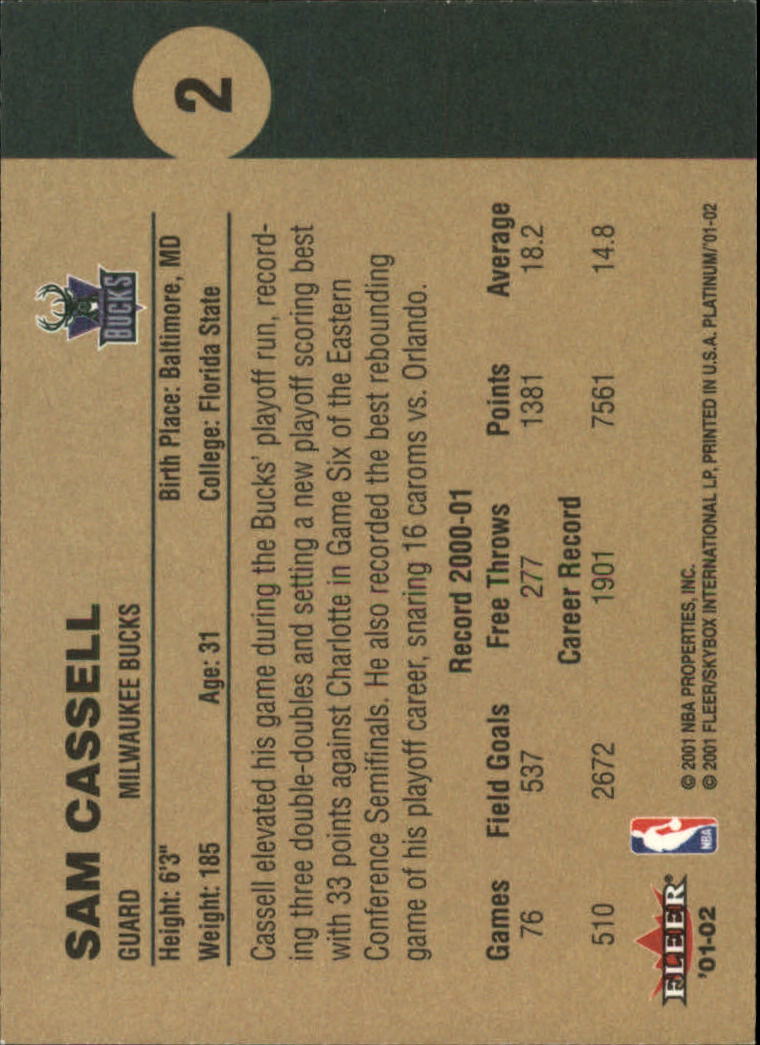 2
SAM CASSELL
GUARD MILWAUKEE BUCKS
BUCKS
Height: 6'3" Birth Place: Baltimore, MD
Weight: 185 Age: 31 College: Florida State
Cassell elevated his game during the Bucks' playoff run, record-
ing three double-doubles and setting a new playoff scoring best
with 33 points against Charlotte in Game Six of the Eastern
Conference Semifinals. He also recorded the best rebounding
game of his playoff career, snaring 16 caroms vs. Orlando.
Record 2000-01
Games Field Goals Free Throws Points Average
76 537 277 1381 18.2
Career Record
510 2672 1901 7561 14.8
FLEER®
'01-02
NBA
© 2001 NBA PROPERTIES, INC.
© 2001 FLEER/SKYBOX INTERNATIONAL LP, PRINTED IN U.S.A. PLATINUM/'01-02